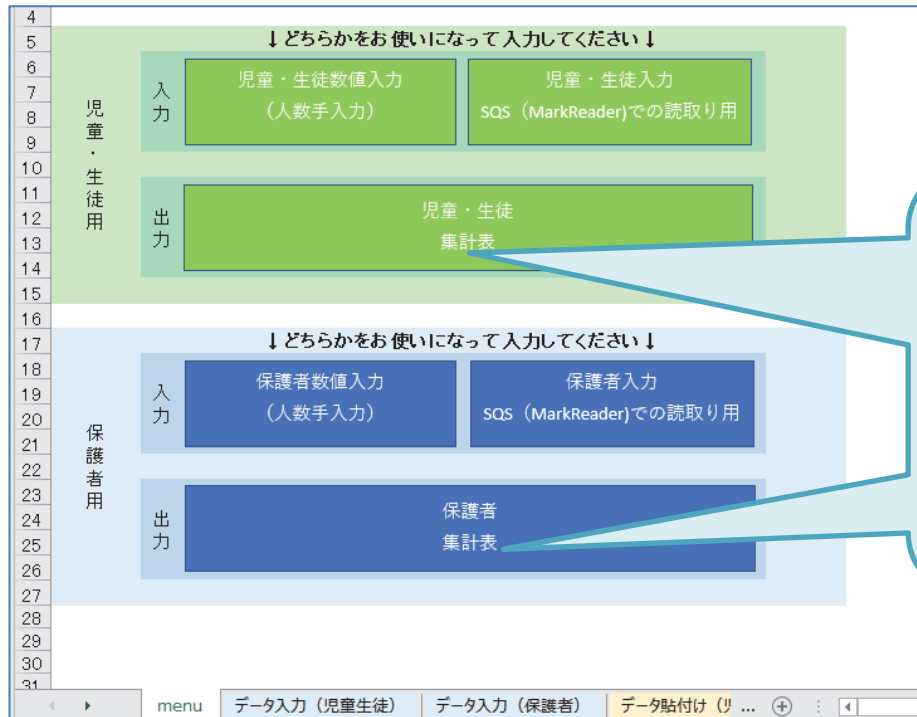 4
5
6
7
8
9
10
11
12
13
14
15
16
17
18
19
20
21
22
23
24
25
26
27
28
29
30
31
児童・生徒用
↓どちらかをお使いになって入力してください↓
入力
児童・生徒数値入力
（人数手入力）
児童・生徒入力
SQS（MarkReader)での読取り用
出力
児童・生徒
集計表
保護者用
↓どちらかをお使いになって入力してください↓
入力
保護者数値入力
（人数手入力）
保護者入力
SQS（MarkReader)での読取り用
出力
保護者
集計表
menu
データ入力（児童生徒）
データ入力（保護者）
データ貼付け（ ...